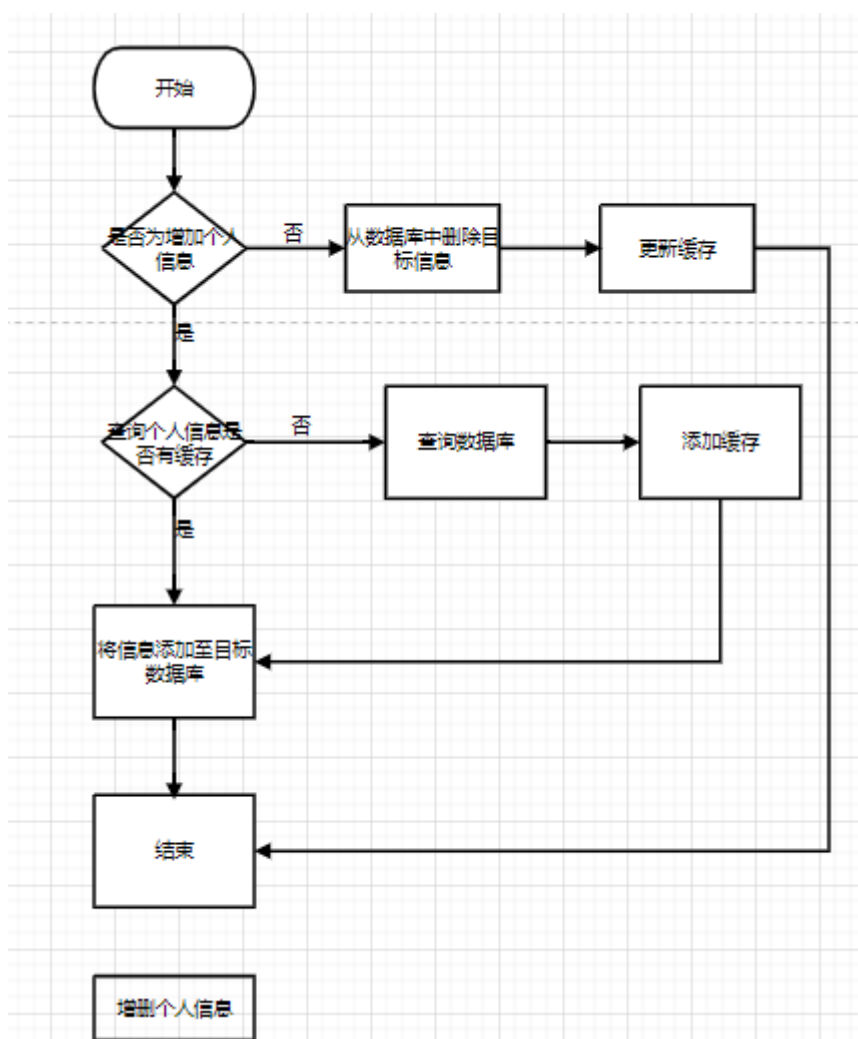 开始
是否为增加个人
信息
否
从数据库中删除目
标信息
更新缓存
是
查询个人信息是
否有缓存
否
查询数据库
添加缓存
是
将信息添加至目标
数据库
结束
增删个人信息